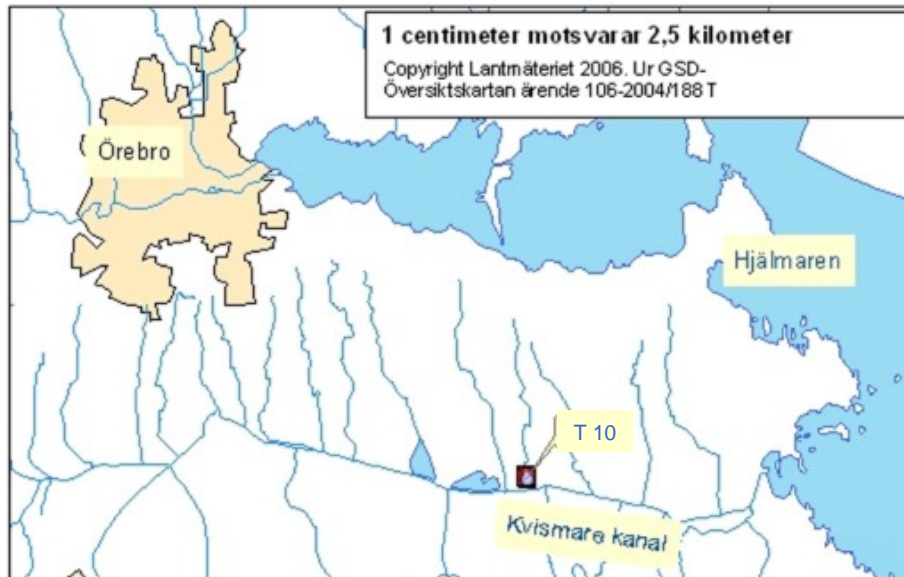 1 centimeter motsvarar 2,5 kilometer
Copyright Lantmäteriet 2006. Ur GSD-
Översiktskartan ärende 106-2004/188 T
Örebro
Hjälmaren
T 10
Kvismare kanal